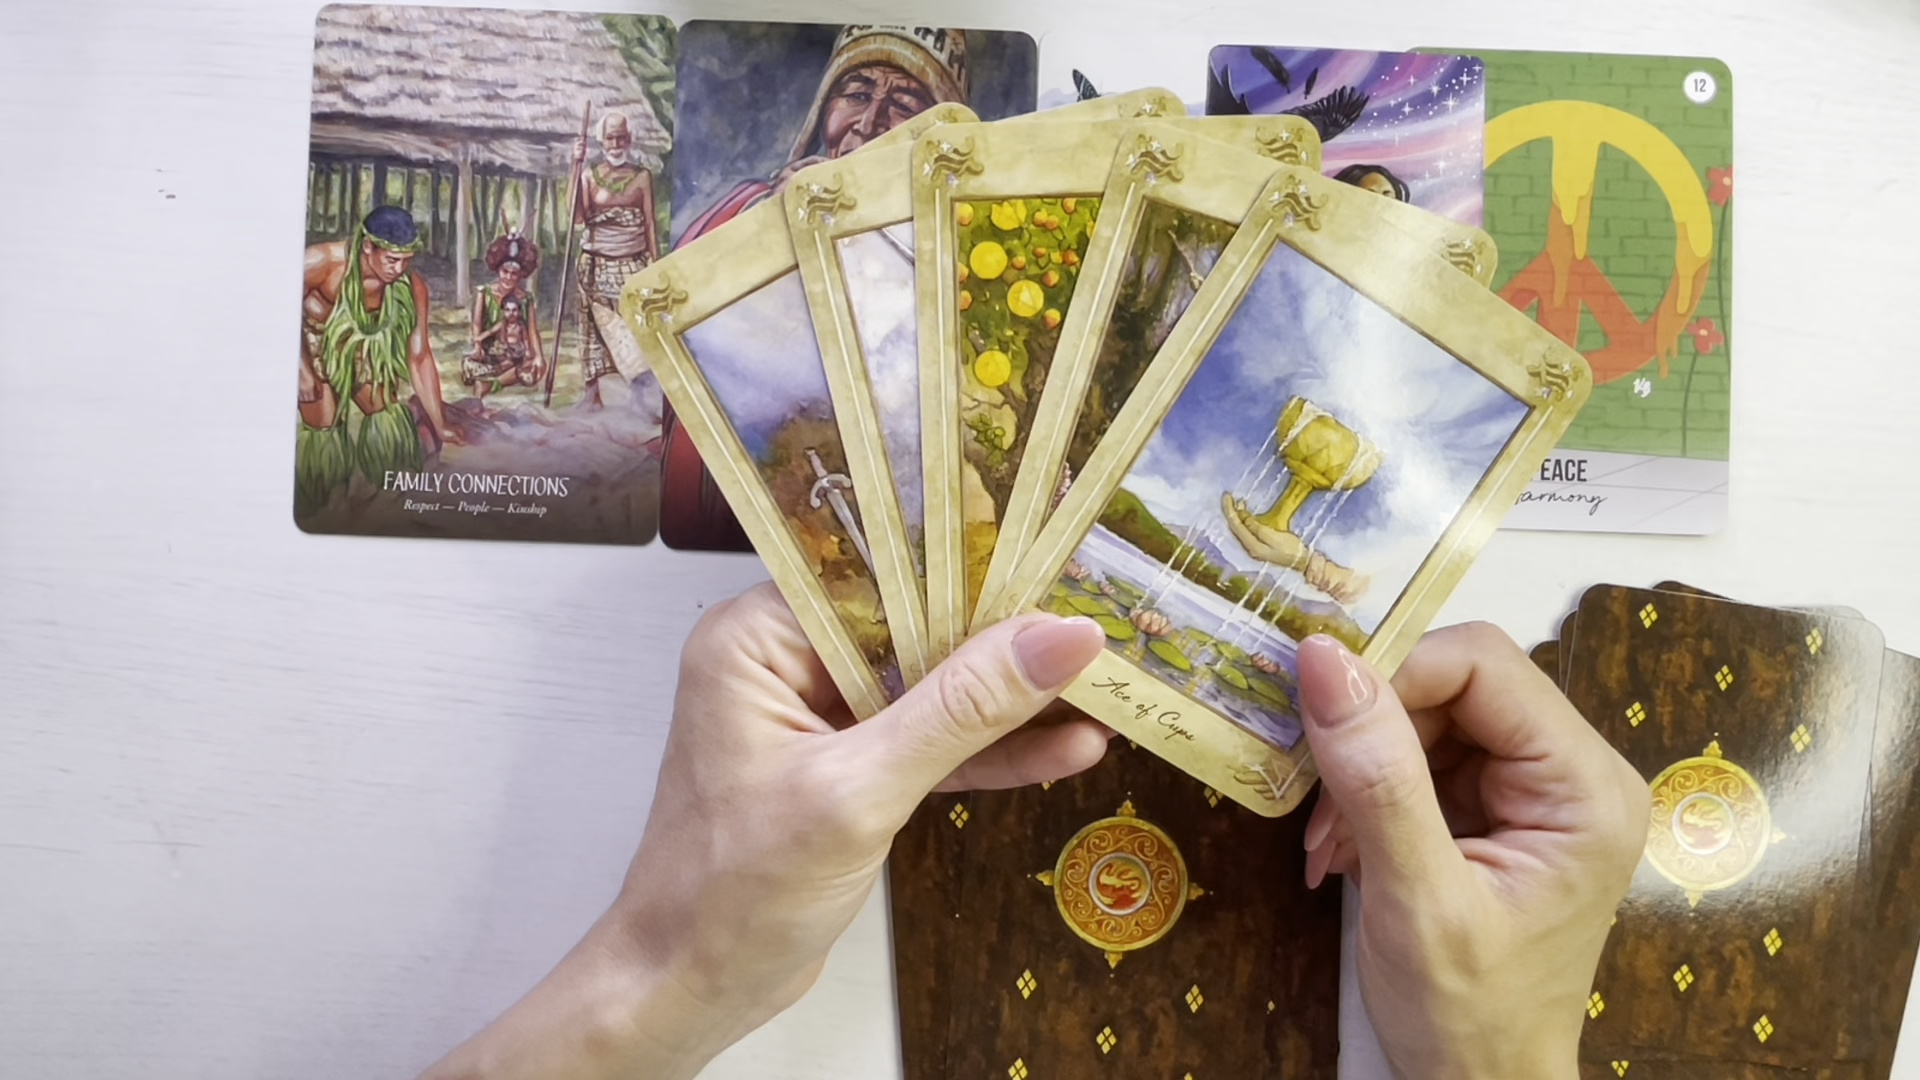 FAMILY CONNECTIONS
Respect — People — Kinship
12
EACE
armony
Ace of Cups